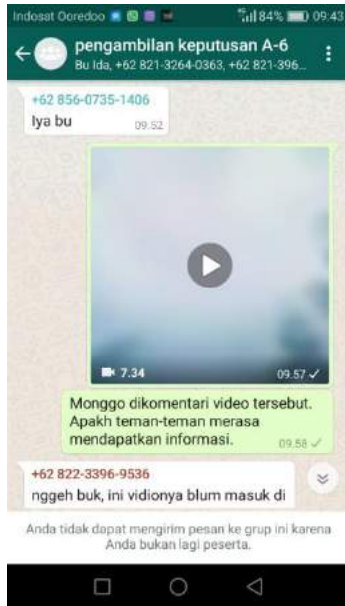 Indosat Ooredoo 84% 09.43
pengambilan keputusan A-6
Bu Ida, +62 821-3264-0363, +62 821-396...
+62 856-0735-1406
Iya bu 09.52
7.34 09.57
Monggo dikomentari video tersebut.
Apakh teman-teman merasa
mendapatkan informasi. 09.58
+62 822-3396-9536
nggeh buk, ini vidionya blum masuk di
Anda tidak dapat mengirim pesan ke grup ini karena
Anda bukan lagi peserta.